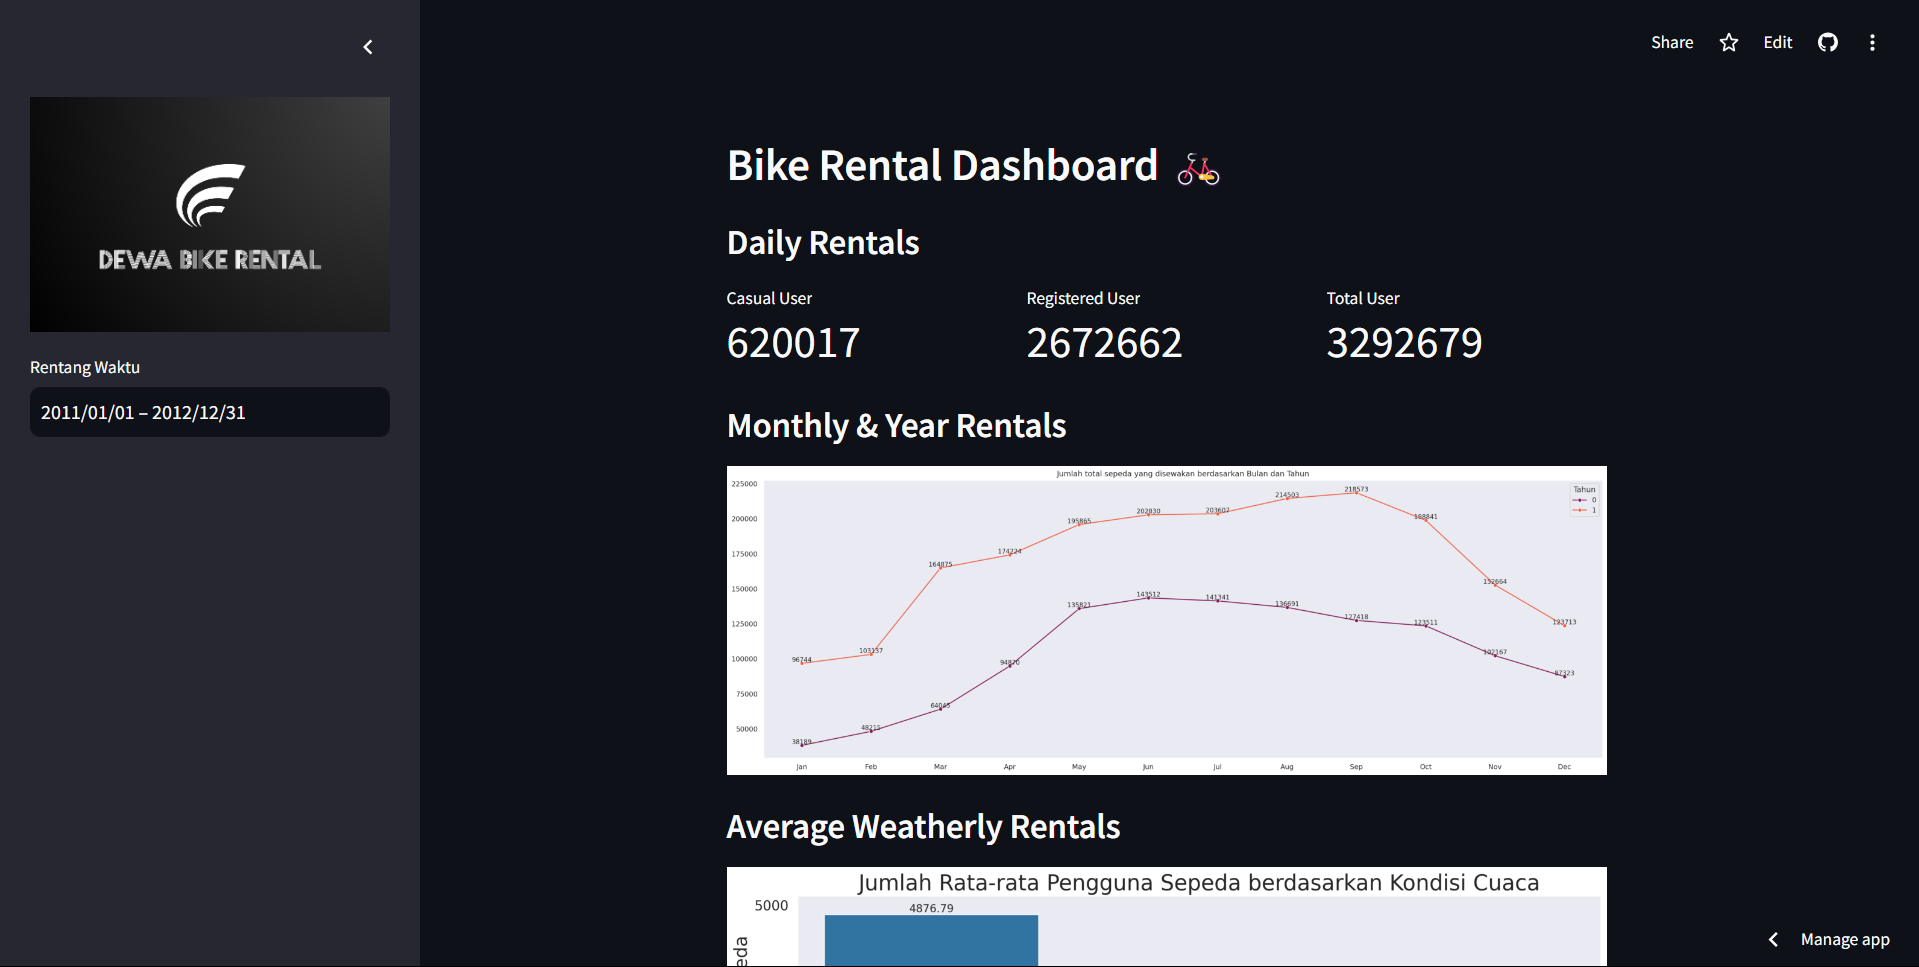 Share
Edit
DEWA BIKE RENTAL
Rentang Waktu
2011/01/01 – 2012/12/31
Bike Rental Dashboard
Daily Rentals
Casual User
Registered User
Total User
620017
2672662
3292679
Monthly & Year Rentals
Jumlah total sepeda yang disewakan berdasarkan Bulan dan Tahun
225000
200000
175000
150000
125000
100000
75000
50000
Tahun
0
1
96744
103137
164875
174224
195865
202830
203607
214503
218573
198841
152664
123713
38189
48215
64045
94870
135821
143512
141341
136691
127418
123511
102167
87323
Jan Feb Mar Apr May Jun Jul Aug Sep Oct Nov Dec
Average Weatherly Rentals
Jumlah Rata-rata Pengguna Sepeda berdasarkan Kondisi Cuaca
5000
4876.79
Manage app